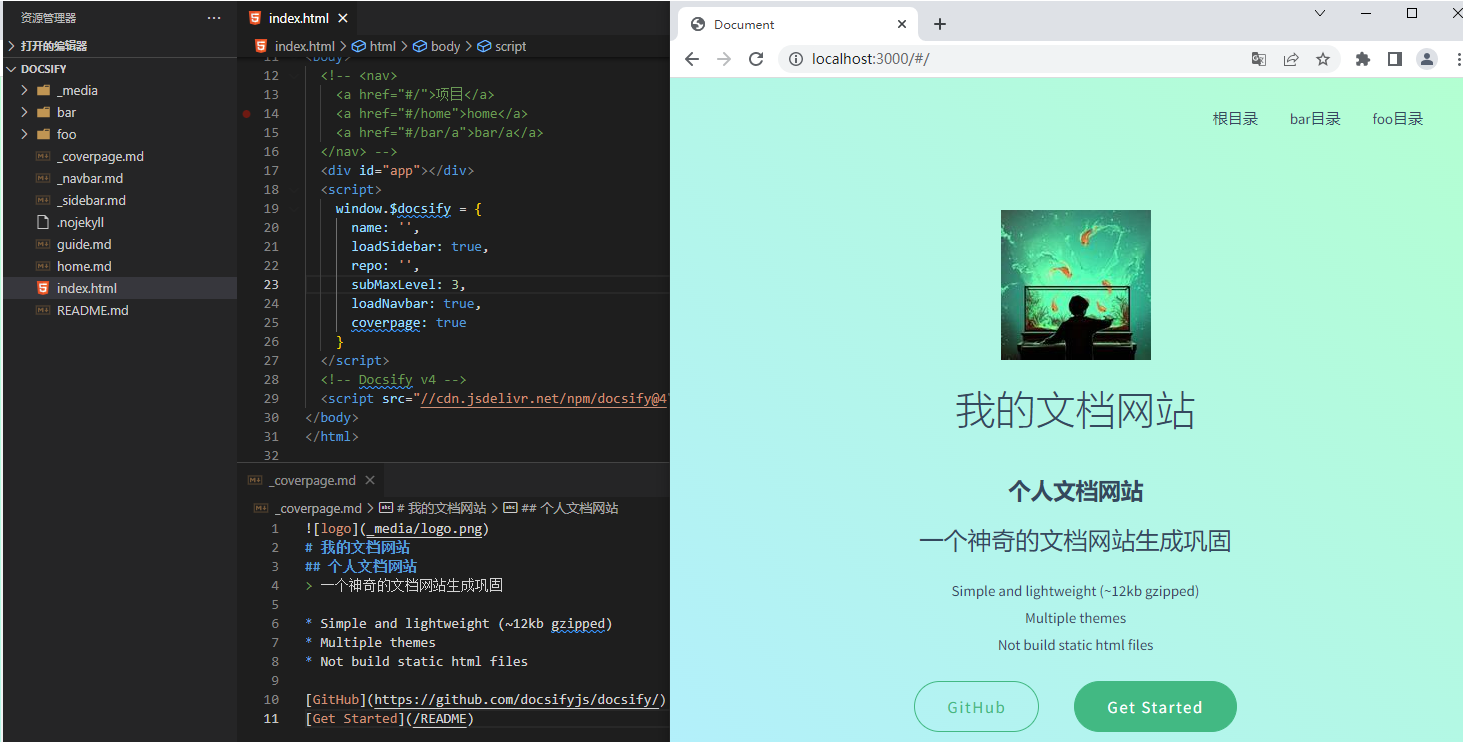 资源管理器
打开的编辑器
DOCSIFY
_media
bar
foo
_coverpage.md
_navbar.md
_sidebar.md
.nojekyll
guide.md
home.md
index.html
README.md
index.html
index.html > html > body > script
11 <body>
12 <!-- <nav>
13 <a href="#/">项目</a>
14 <a href="#/home">home</a>
15 <a href="#/bar/a">bar/a</a>
16 </nav> -->
17 <div id="app"></div>
18 <script>
19 window.$docsify = {
20 name: '',
21 loadSidebar: true,
22 repo: '',
23 subMaxLevel: 3,
24 loadNavbar: true,
25 coverpage: true
26 }
27 </script>
28 <!-- Docsify v4 -->
29 <script src="//cdn.jsdelivr.net/npm/docsify@4"
30 </body>
31 </html>
32
_coverpage.md
_coverpage.md > # 我的文档网站 > ## 个人文档网站
1 ![logo](_media/logo.png)
2 # 我的文档网站
3 ## 个人文档网站
4 > 一个神奇的文档网站生成巩固
5
6 * Simple and lightweight (~12kb gzipped)
7 * Multiple themes
8 * Not build static html files
9
10 [GitHub](https://github.com/docsifyjs/docsify/)
11 [Get Started](/README)
Document
localhost:3000/#/
根目录 bar目录 foo目录
我的文档网站
个人文档网站
一个神奇的文档网站生成巩固
Simple and lightweight (~12kb gzipped)
Multiple themes
Not build static html files
GitHub Get Started